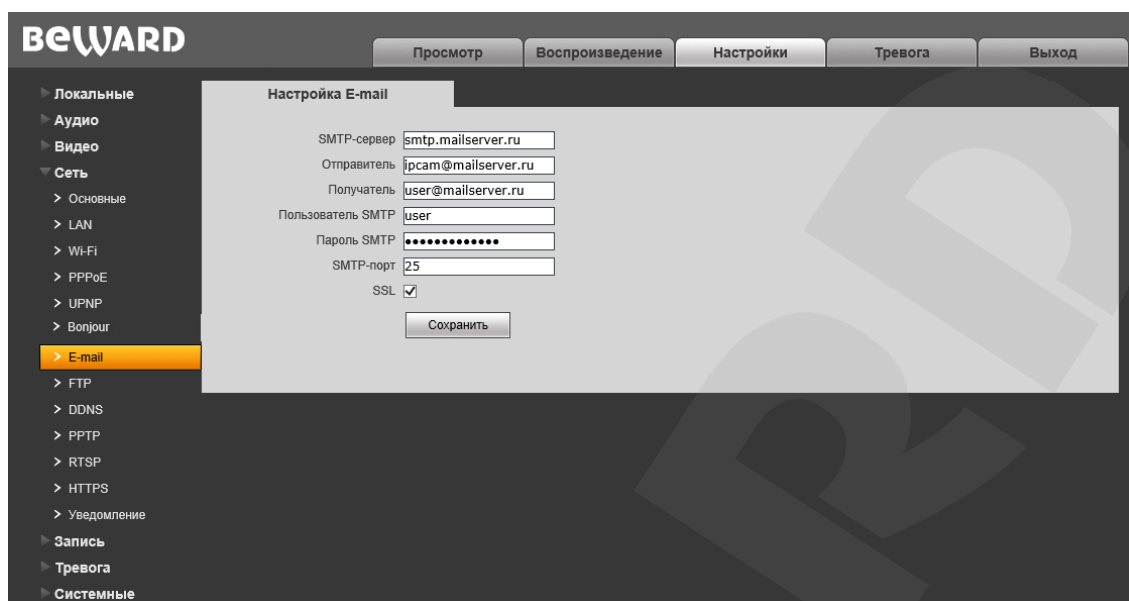 BEWARD
Просмотр Воспроизведение Настройки Тревога Выход
Локальные
Аудио
Видео
Сеть
> Основные
> LAN
> Wi-Fi
> PPPoE
> UPNP
> Bonjour
> E-mail
> FTP
> DDNS
> PPTP
> RTSP
> HTTPS
> Уведомление
Запись
Тревога
Системные
Настройка E-mail
SMTP-сервер smtp.mailserver.ru
Отправитель ipcam@mailserver.ru
Получатель user@mailserver.ru
Пользователь SMTP user
Пароль SMTP •••••••••••••
SMTP-порт 25
SSL
Сохранить
RD